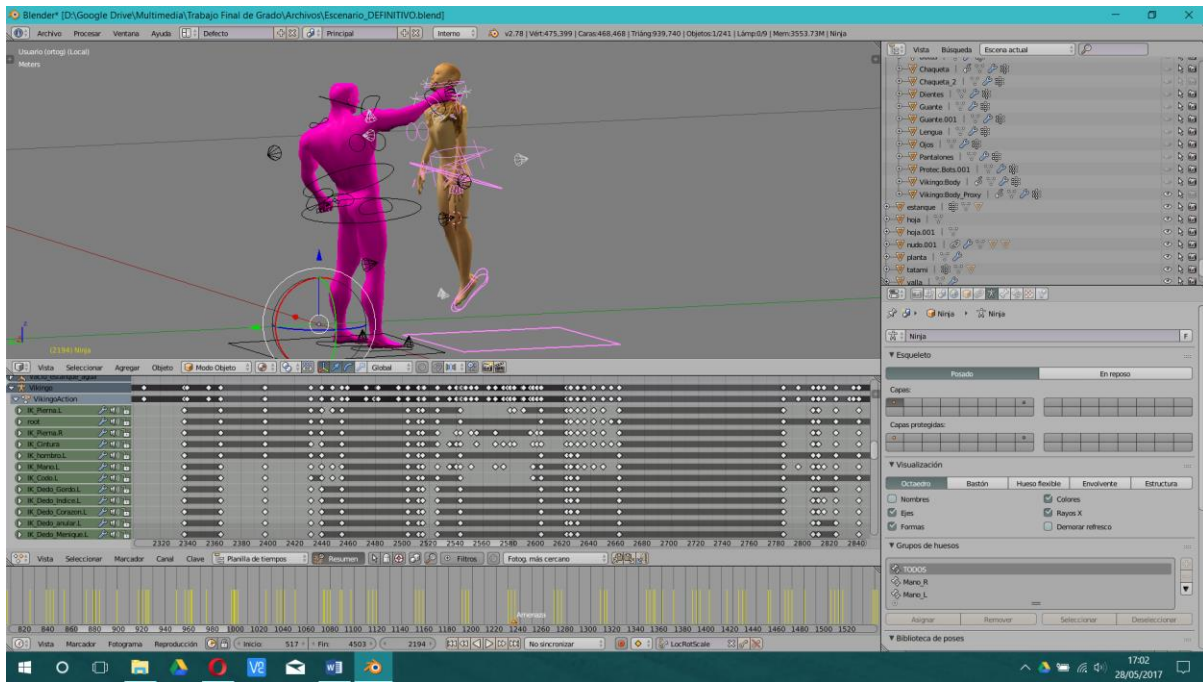 Blender* [D:\Google Drive\Multimedia\Trabajo Final de Grado\Archivos\Escenario_DEFINITIVO.blend]
Archivo Procesar Ventana Ayuda Defecto Principal Interno v2.78 | Vért:475,399 | Caras:468,468 | Triáng:939,740 | Objetos:1/241 | Lámp:0/9 | Mem:3553.73M | Ninja
Usuario (ortog) (Local)
Meters
(2194) Ninja
Vista Seleccionar Agregar Objeto Modo Objeto Global
Vikingo
VikingoAction
IK_Pierna.L
root
IK_Pierna.R
IK_Cintura
IK_hombro.L
IK_Mano.L
IK_Codo.L
IK_Dedo_Gordo.L
IK_Dedo_Indice.L
IK_Dedo_Corazon.L
IK_Dedo_anular.L
IK_Dedo_Menique.L
2320 2340 2360 2380 2400 2420 2440 2460 2480 2500 2520 2540 2560 2580 2600 2620 2640 2660 2680 2700 2720 2740 2760 2780 2800 2820 2840
Vista Seleccionar Marcador Canal Clave Planilla de tiempos Resumen Filtros Fotog. más cercano
Amenaza
820 840 860 880 900 920 940 960 980 1000 1020 1040 1060 1080 1100 1120 1140 1160 1180 1200 1220 1240 1260 1280 1300 1320 1340 1360 1380 1400 1420 1440 1460 1480 1500 1520
Vista Marcador Fotograma Reproducción Inicio: 517 Fin: 4503 2194 No sincronizar LocRotScale
Vista Búsqueda Escena actual
Chaqueta
Chaqueta_2
Dientes
Guante
Guante.001
Lengua
Ojos
Pantalones
Protec.Bots.001
Vikingo:Body
Vikingo:Body_Proxy
estanque
hoja
hoja.001
nudo.001
planta
tatami
valla
Ninja Ninja
Ninja F
Esqueleto
Posado En reposo
Capas:
Capas protegidas:
Visualización
Octaedro Bastón Hueso flexible Envolvente Estructura
Nombres Colores
Ejes Rayos X
Formas Demorar refresco
Grupos de huesos
TODOS
Mano_R
Mano_L
Asignar Remover Seleccionar Deseleccionar
Biblioteca de poses
17:02
28/05/2017